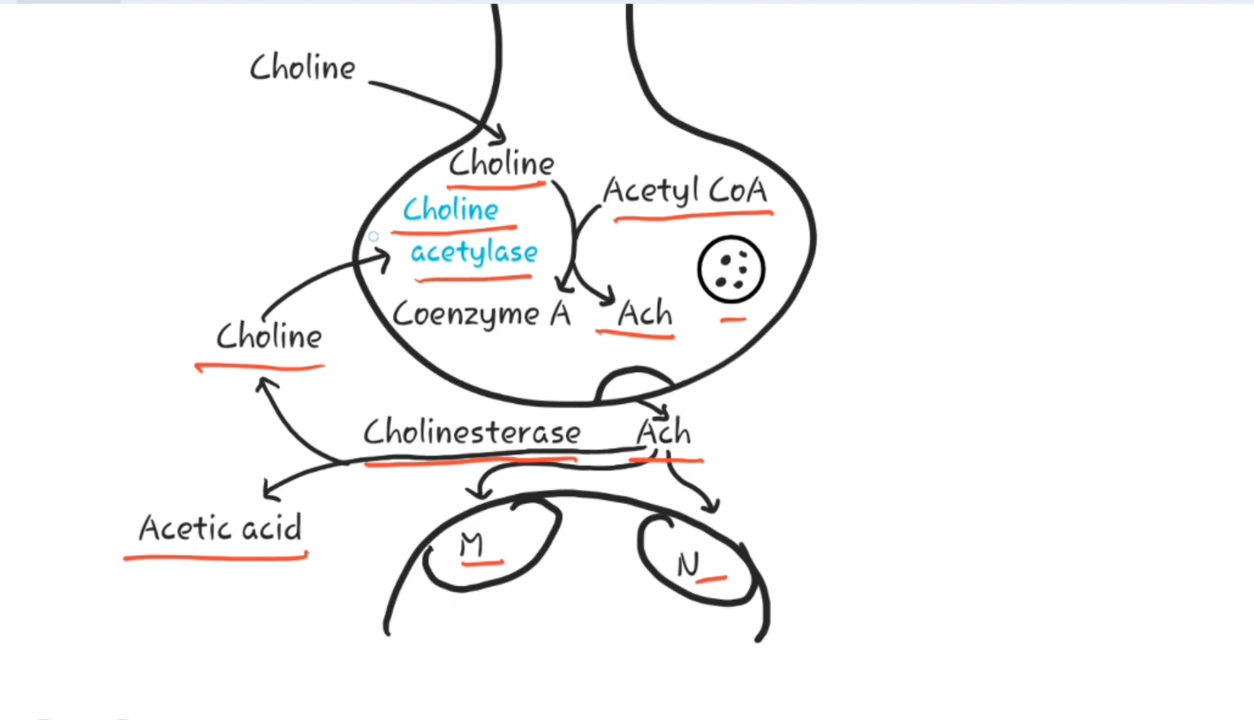 Choline
Choline
Acetyl CoA
Choline
acetylase
Coenzyme A
Ach
Choline
Cholinesterase
Ach
Acetic acid
M
N